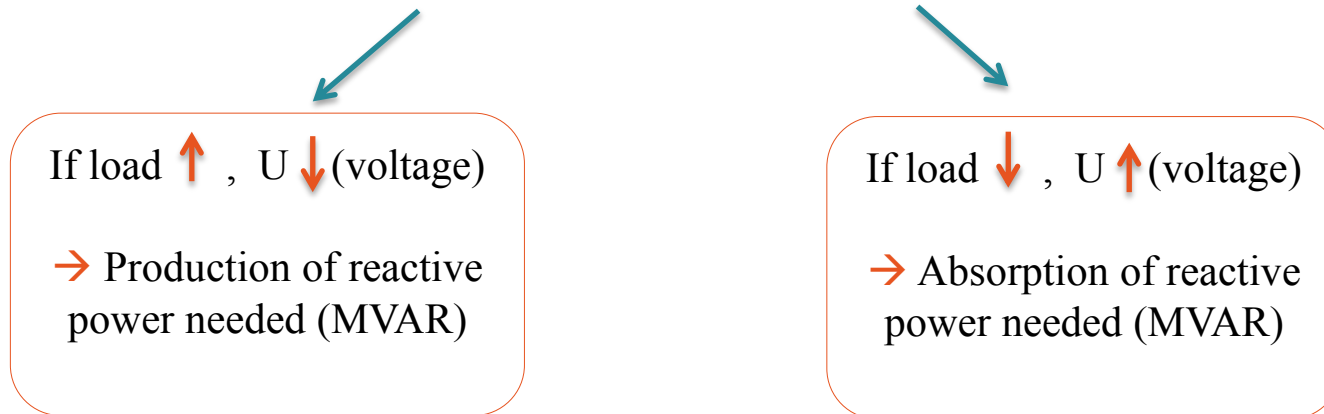 If load ↑ , U ↓ (voltage)
→ Production of reactive
power needed (MVAR)
If load ↓ , U ↑ (voltage)
→ Absorption of reactive
power needed (MVAR)